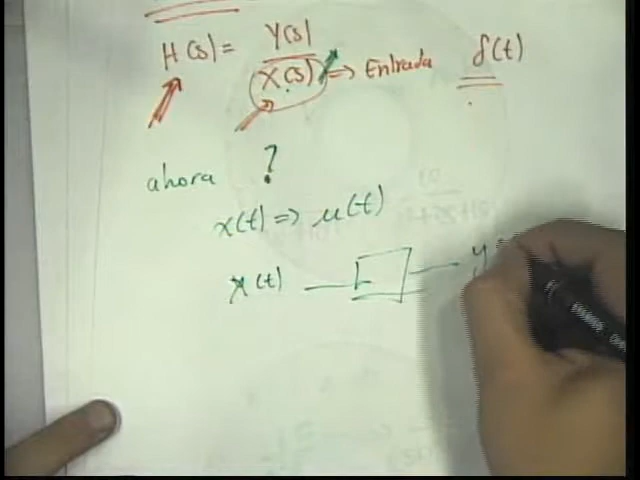 H(s) = Y(s) / X(s) => Entrada δ(t)
ahora ?
x(t) => μ(t)
x(t) y